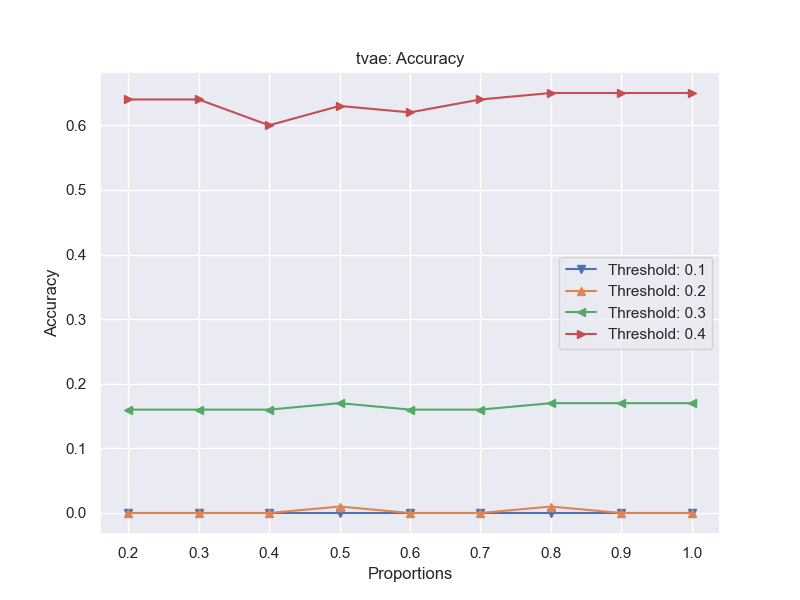 tvae: Accuracy
Accuracy
0.6
0.5
0.4
0.3
0.2
0.1
0.0
Threshold: 0.1
Threshold: 0.2
Threshold: 0.3
Threshold: 0.4
0.2 0.3 0.4 0.5 0.6 0.7 0.8 0.9 1.0
Proportions